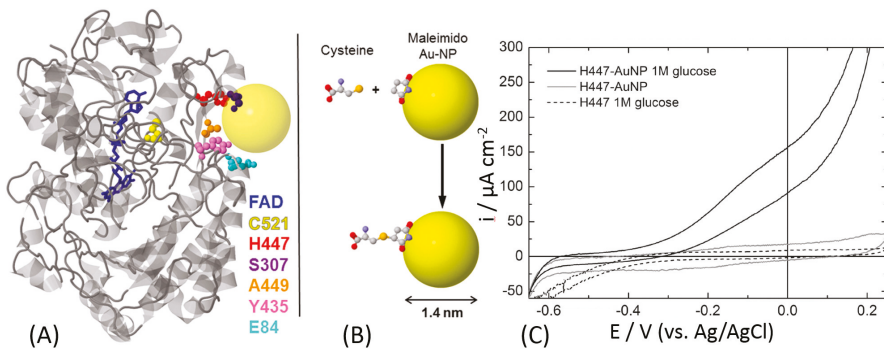 FAD
C521
H447
S307
A449
Y435
E84
(A)
Cysteine
Maleimido
Au-NP
+
1.4 nm
(B)
300
250
200
150
100
50
0
-50
i / µA cm⁻²
H447-AuNP 1M glucose
H447-AuNP
H447 1M glucose
-0.6 -0.4 -0.2 0.0 0.2
E / V (vs. Ag/AgCl)
(C)